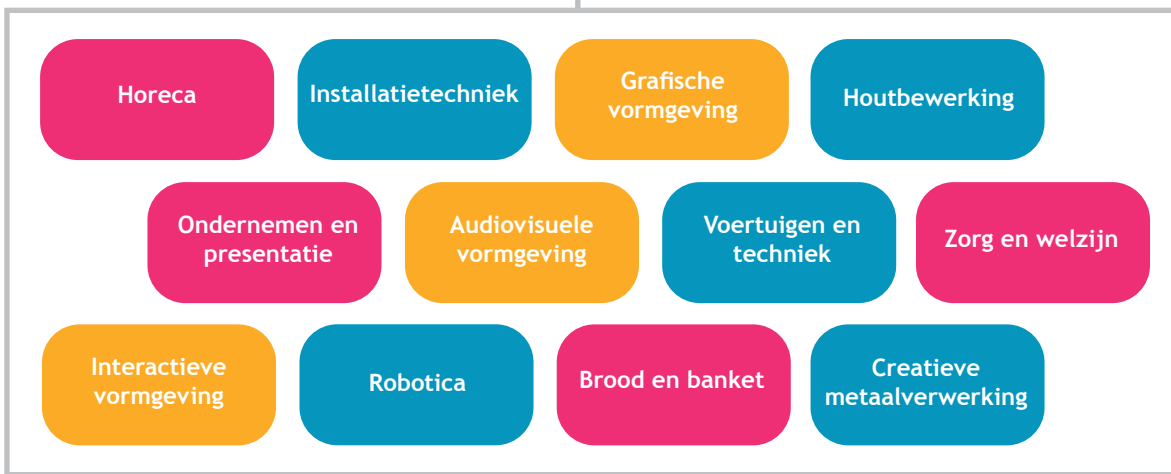 Horeca
Installatietechniek
Grafische
vormgeving
Houtbewerking
Ondernemen en
presentatie
Audiovisuele
vormgeving
Voertuigen en
techniek
Zorg en welzijn
Interactieve
vormgeving
Robotica
Brood en banket
Creatieve
metaalverwerking